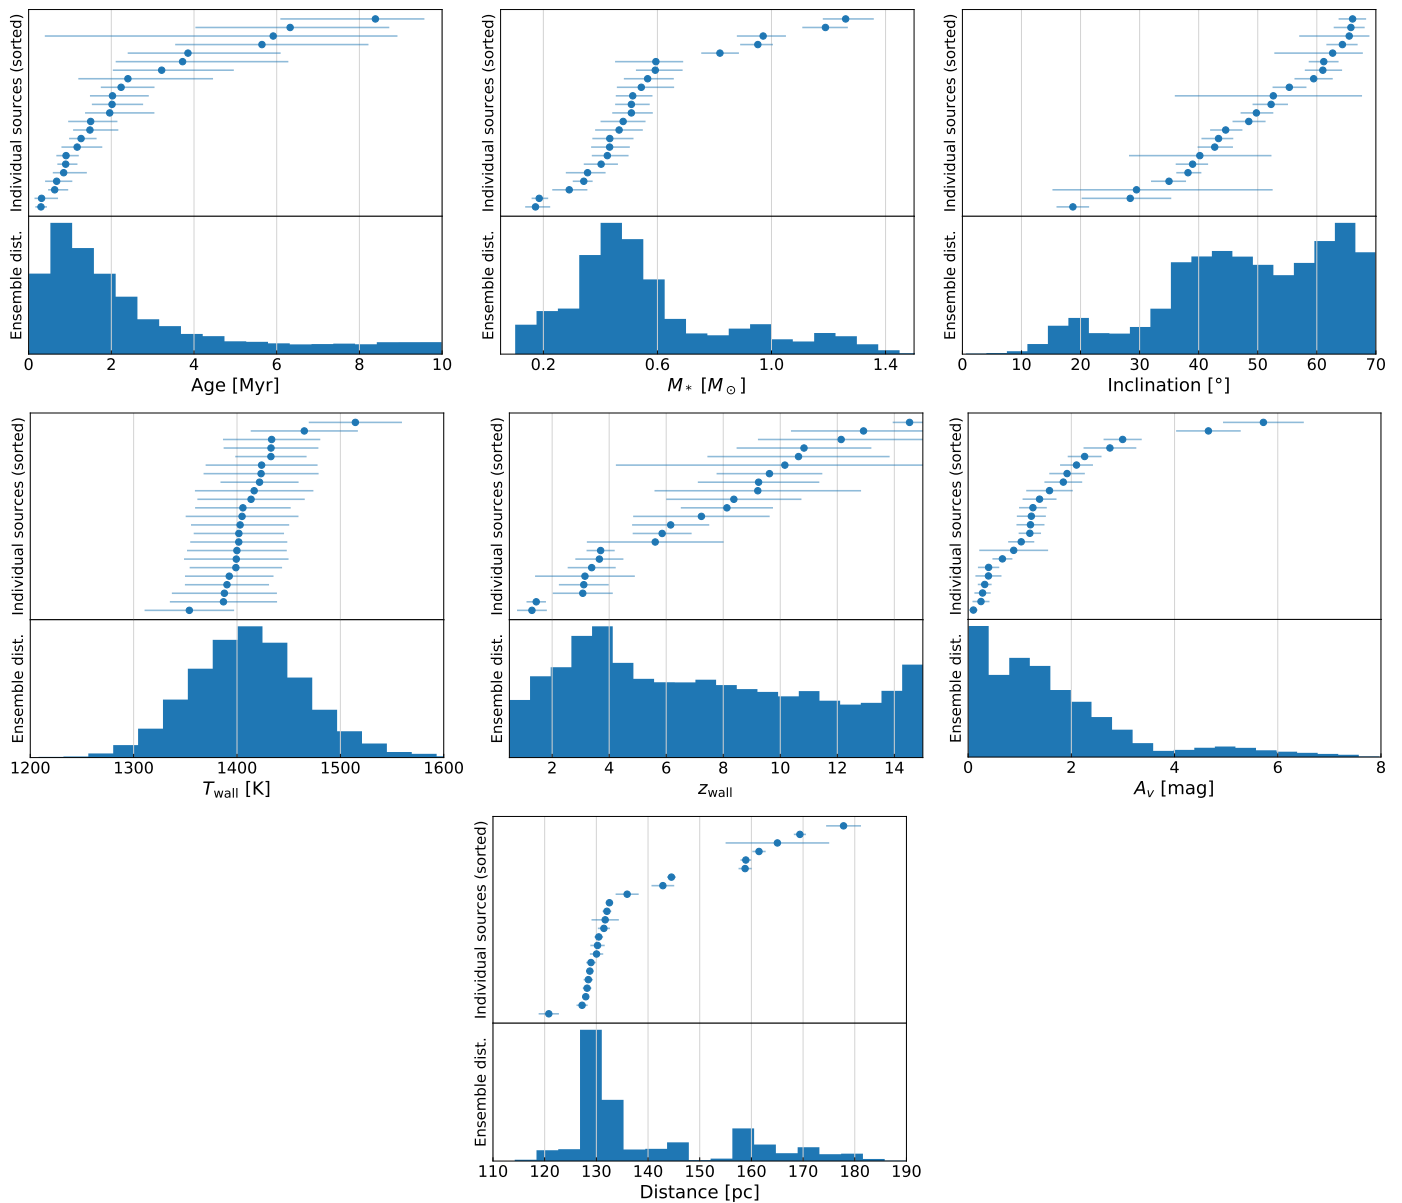 Individual sources (sorted)
Ensemble dist.
0 2 4 6 8 10
Age [Myr]
Individual sources (sorted)
Ensemble dist.
0.2 0.6 1.0 1.4
M* [M⊙]
Individual sources (sorted)
Ensemble dist.
0 10 20 30 40 50 60 70
Inclination [°]
Individual sources (sorted)
Ensemble dist.
1200 1300 1400 1500 1600
Twall [K]
Individual sources (sorted)
Ensemble dist.
2 4 6 8 10 12 14
zwall
Individual sources (sorted)
Ensemble dist.
0 2 4 6 8
Av [mag]
Individual sources (sorted)
Ensemble dist.
110 120 130 140 150 160 170 180 190
Distance [pc]